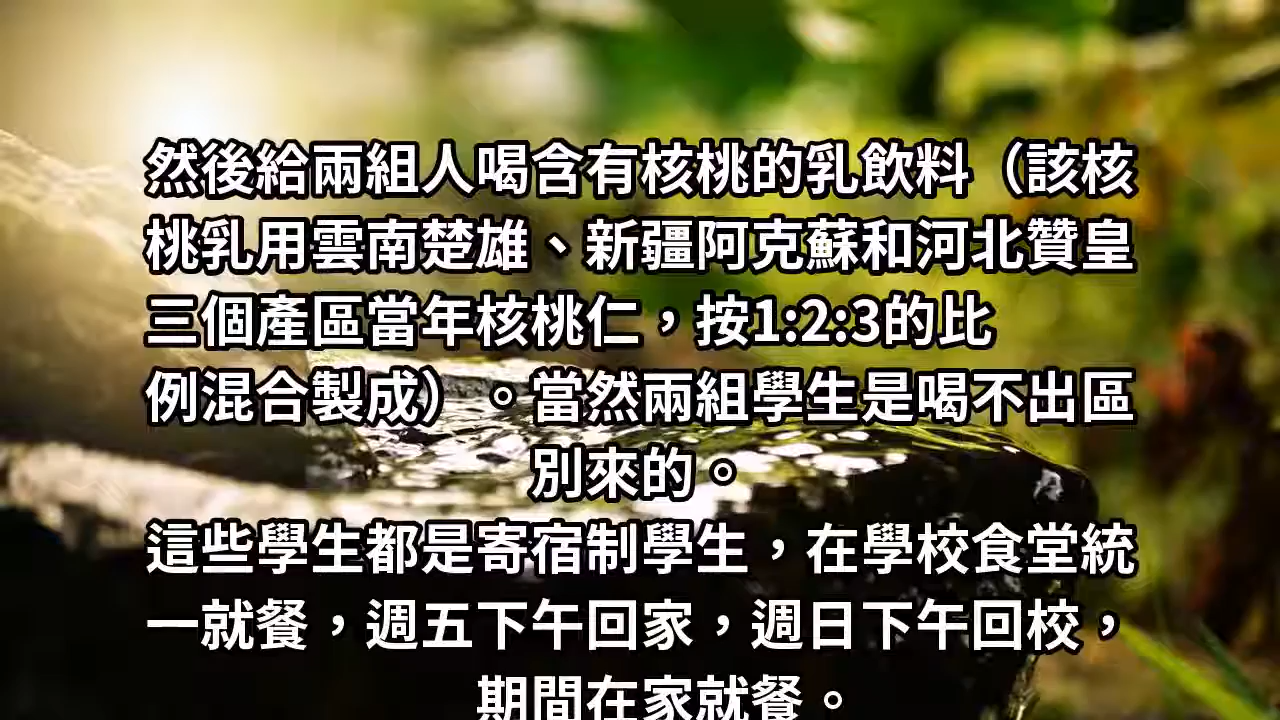 然後給兩組人喝含有核桃的乳飲料（該核
桃乳用雲南楚雄、新疆阿克蘇和河北贊皇
三個產區當年核桃仁，按1:2:3的比
例混合製成）。當然兩組學生是喝不出區
別來的。
這些學生都是寄宿制學生，在學校食堂統
一就餐，週五下午回家，週日下午回校，
期間在家就餐。